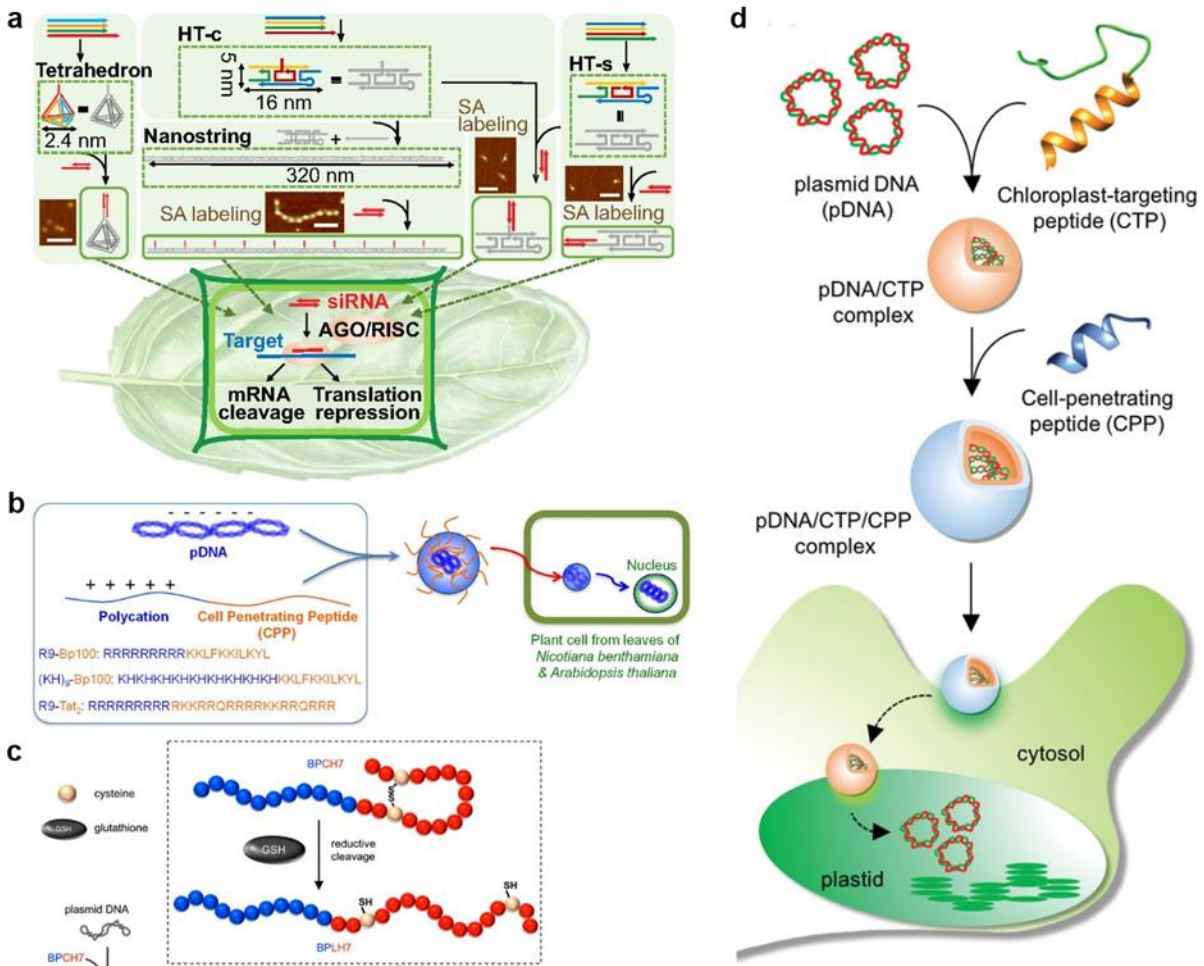 a
Tetrahedron
2.4 nm
HT-c
5 nm
16 nm
=
=
Nanostring
+
320 nm
SA labeling
SA
labeling
HT-s
=
SA labeling
siRNA
AGO/RISC
Target
mRNA
cleavage
Translation
repression
b
- - - - - -
pDNA
+ + + + +
Polycation
Cell Penetrating Peptide
(CPP)
R9-Bp100: RRRRRRRRRKKLFKKILKYL
(KH)9-Bp100: KHKHKHKHKHKHKHKHKHKKLFKKILKYL
R9-Tat2: RRRRRRRRRRKKRRQRRRRRKKRRQRRR
Nucleus
Plant cell from leaves of
Nicotiana benthamiana
& Arabidopsis thaliana
c
cysteine
GSH
glutathione
plasmid DNA
BPCH7
BPCH7
GSH
reductive
cleavage
SH
SH
BPLH7
d
plasmid DNA
(pDNA)
Chloroplast-targeting
peptide (CTP)
pDNA/CTP
complex
Cell-penetrating
peptide (CPP)
pDNA/CTP/CPP
complex
cytosol
plastid